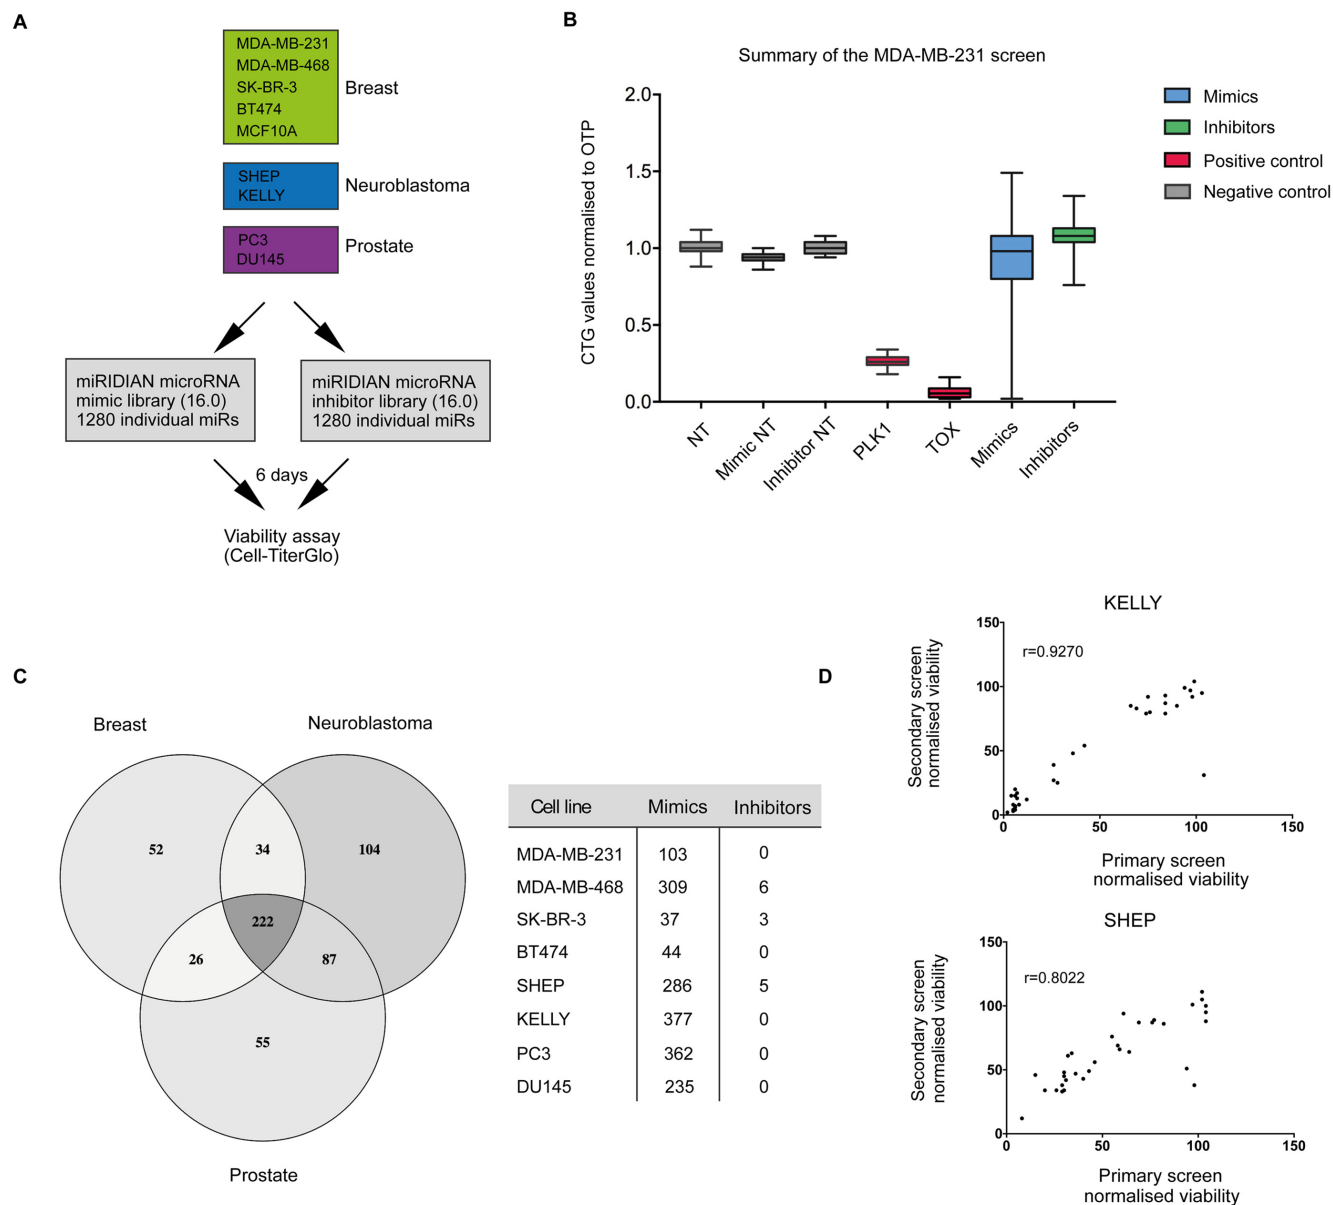 A
MDA-MB-231
MDA-MB-468
SK-BR-3
BT474
MCF10A
Breast
SHEP
KELLY
Neuroblastoma
PC3
DU145
Prostate
miRIDIAN microRNA
mimic library (16.0)
1280 individual miRs
miRIDIAN microRNA
inhibitor library (16.0)
1280 individual miRs
6 days
Viability assay
(Cell-TiterGlo)
B
Summary of the MDA-MB-231 screen
CTG values normalised to OTP
2.0
1.5
1.0
0.5
0.0
NT
Mimic NT
Inhibitor NT
PLK1
TOX
Mimics
Inhibitors
Mimics
Inhibitors
Positive control
Negative control
C
Breast
Neuroblastoma
52
34
104
222
26
87
55
Prostate
Cell line Mimics Inhibitors
MDA-MB-231 103 0
MDA-MB-468 309 6
SK-BR-3 37 3
BT474 44 0
SHEP 286 5
KELLY 377 0
PC3 362 0
DU145 235 0
D
KELLY
Secondary screen
normalised viability
150
100
50
0
r=0.9270
0 50 100 150
Primary screen
normalised viability
SHEP
Secondary screen
normalised viability
150
100
50
0
r=0.8022
0 50 100 150
Primary screen
normalised viability